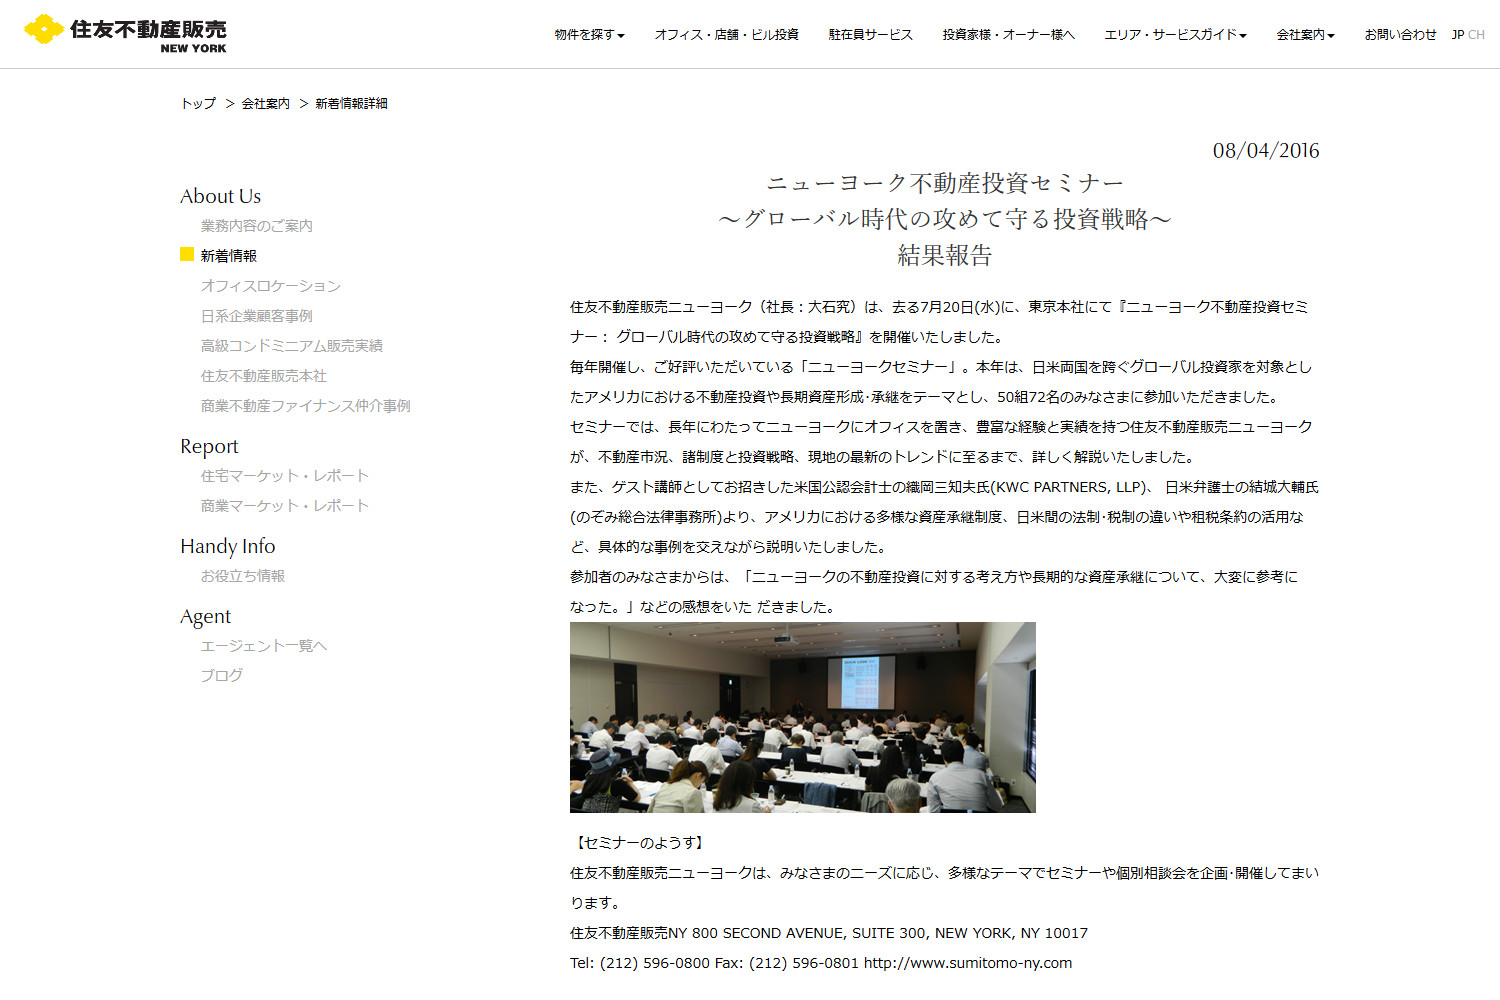 住友不動産販売
NEW YORK
物件を探す
オフィス・店舗・ビル投資
駐在員サービス
投資家様・オーナー様へ
エリア・サービスガイド
会社案内
お問い合わせ
JP CH
トップ ＞ 会社案内 ＞ 新着情報詳細
About Us
業務内容のご案内
新着情報
オフィスロケーション
日系企業顧客事例
高級コンドミニアム販売実績
住友不動産販売本社
商業不動産ファイナンス仲介事例
Report
住宅マーケット・レポート
商業マーケット・レポート
Handy Info
お役立ち情報
Agent
エージェント一覧へ
ブログ
08/04/2016
ニューヨーク不動産投資セミナー
～グローバル時代の攻めて守る投資戦略～
結果報告
住友不動産販売ニューヨーク（社長：大石究）は、去る7月20日(水)に、東京本社にて『ニューヨーク不動産投資セミ
ナー： グローバル時代の攻めて守る投資戦略』を開催いたしました。
毎年開催し、ご好評いただいている「ニューヨークセミナー」。本年は、日米両国を跨ぐグローバル投資家を対象とし
たアメリカにおける不動産投資や長期資産形成･承継をテーマとし、50組72名のみなさまに参加いただきました。
セミナーでは、長年にわたってニューヨークにオフィスを置き、豊富な経験と実績を持つ住友不動産販売ニューヨーク
が、不動産市況、諸制度と投資戦略、現地の最新のトレンドに至るまで、詳しく解説いたしました。
また、ゲスト講師としてお招きした米国公認会計士の織岡三知夫氏(KWC PARTNERS, LLP)、 日米弁護士の結城大輔氏
(のぞみ総合法律事務所)より、アメリカにおける多様な資産承継制度、日米間の法制･税制の違いや租税条約の活用な
ど、具体的な事例を交えながら説明いたしました。
参加者のみなさまからは、「ニューヨークの不動産投資に対する考え方や長期的な資産承継について、大変に参考に
なった。」などの感想をいた だきました。
【セミナーのようす】
住友不動産販売ニューヨークは、みなさまのニーズに応じ、多様なテーマでセミナーや個別相談会を企画･開催してまい
ります。
住友不動産販売NY 800 SECOND AVENUE, SUITE 300, NEW YORK, NY 10017
Tel: (212) 596-0800 Fax: (212) 596-0801 http://www.sumitomo-ny.com